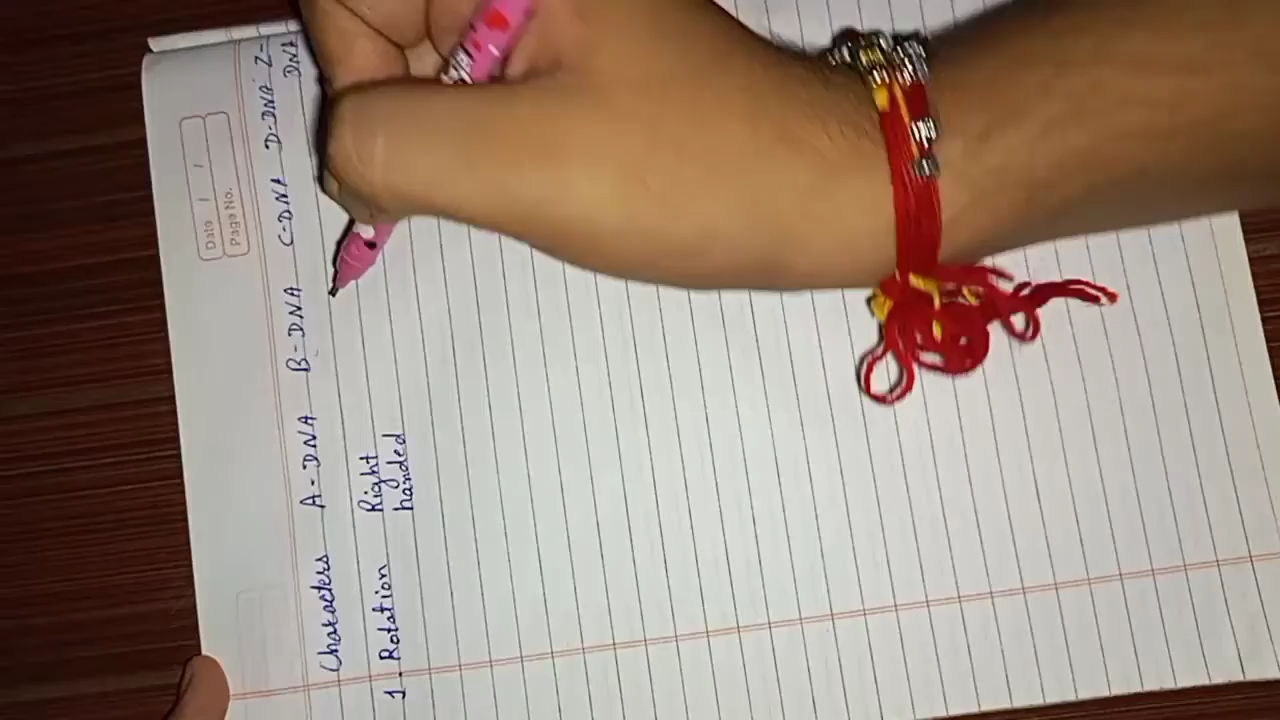 Date / /
Page No.
Characters A-DNA B-DNA C-DNA D-DNA Z-
DNA
1. Rotation Right
handed